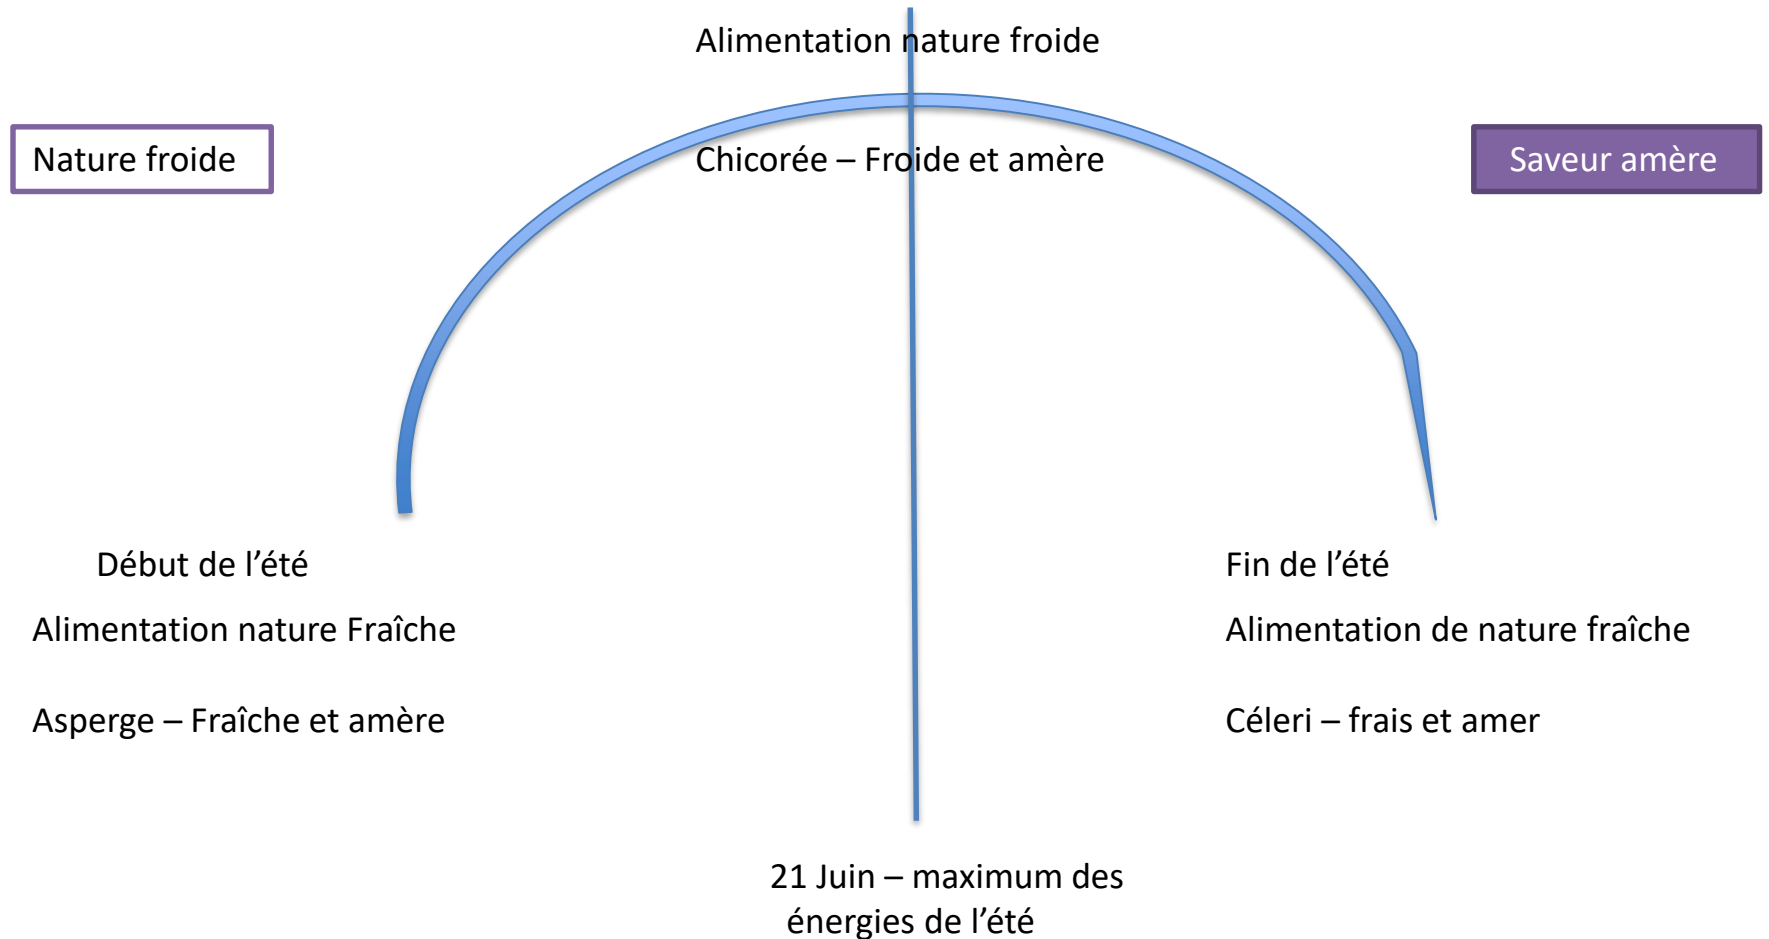 Alimentation nature froide
Nature froide
Chicorée – Froide et amère
Saveur amère
Début de l’été
Alimentation nature Fraîche
Asperge – Fraîche et amère
Fin de l’été
Alimentation de nature fraîche
Céleri – frais et amer
21 Juin – maximum des
énergies de l’été